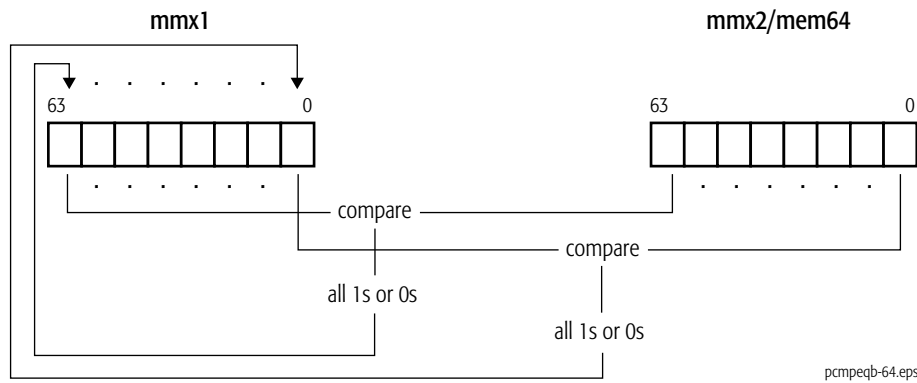 mmx1 mmx2/mem64
. . . . . .
63 0 63 0
. . . . . . . . . . . .
compare
compare
all 1s or 0s
all 1s or 0s
pcmpeqb-64.eps